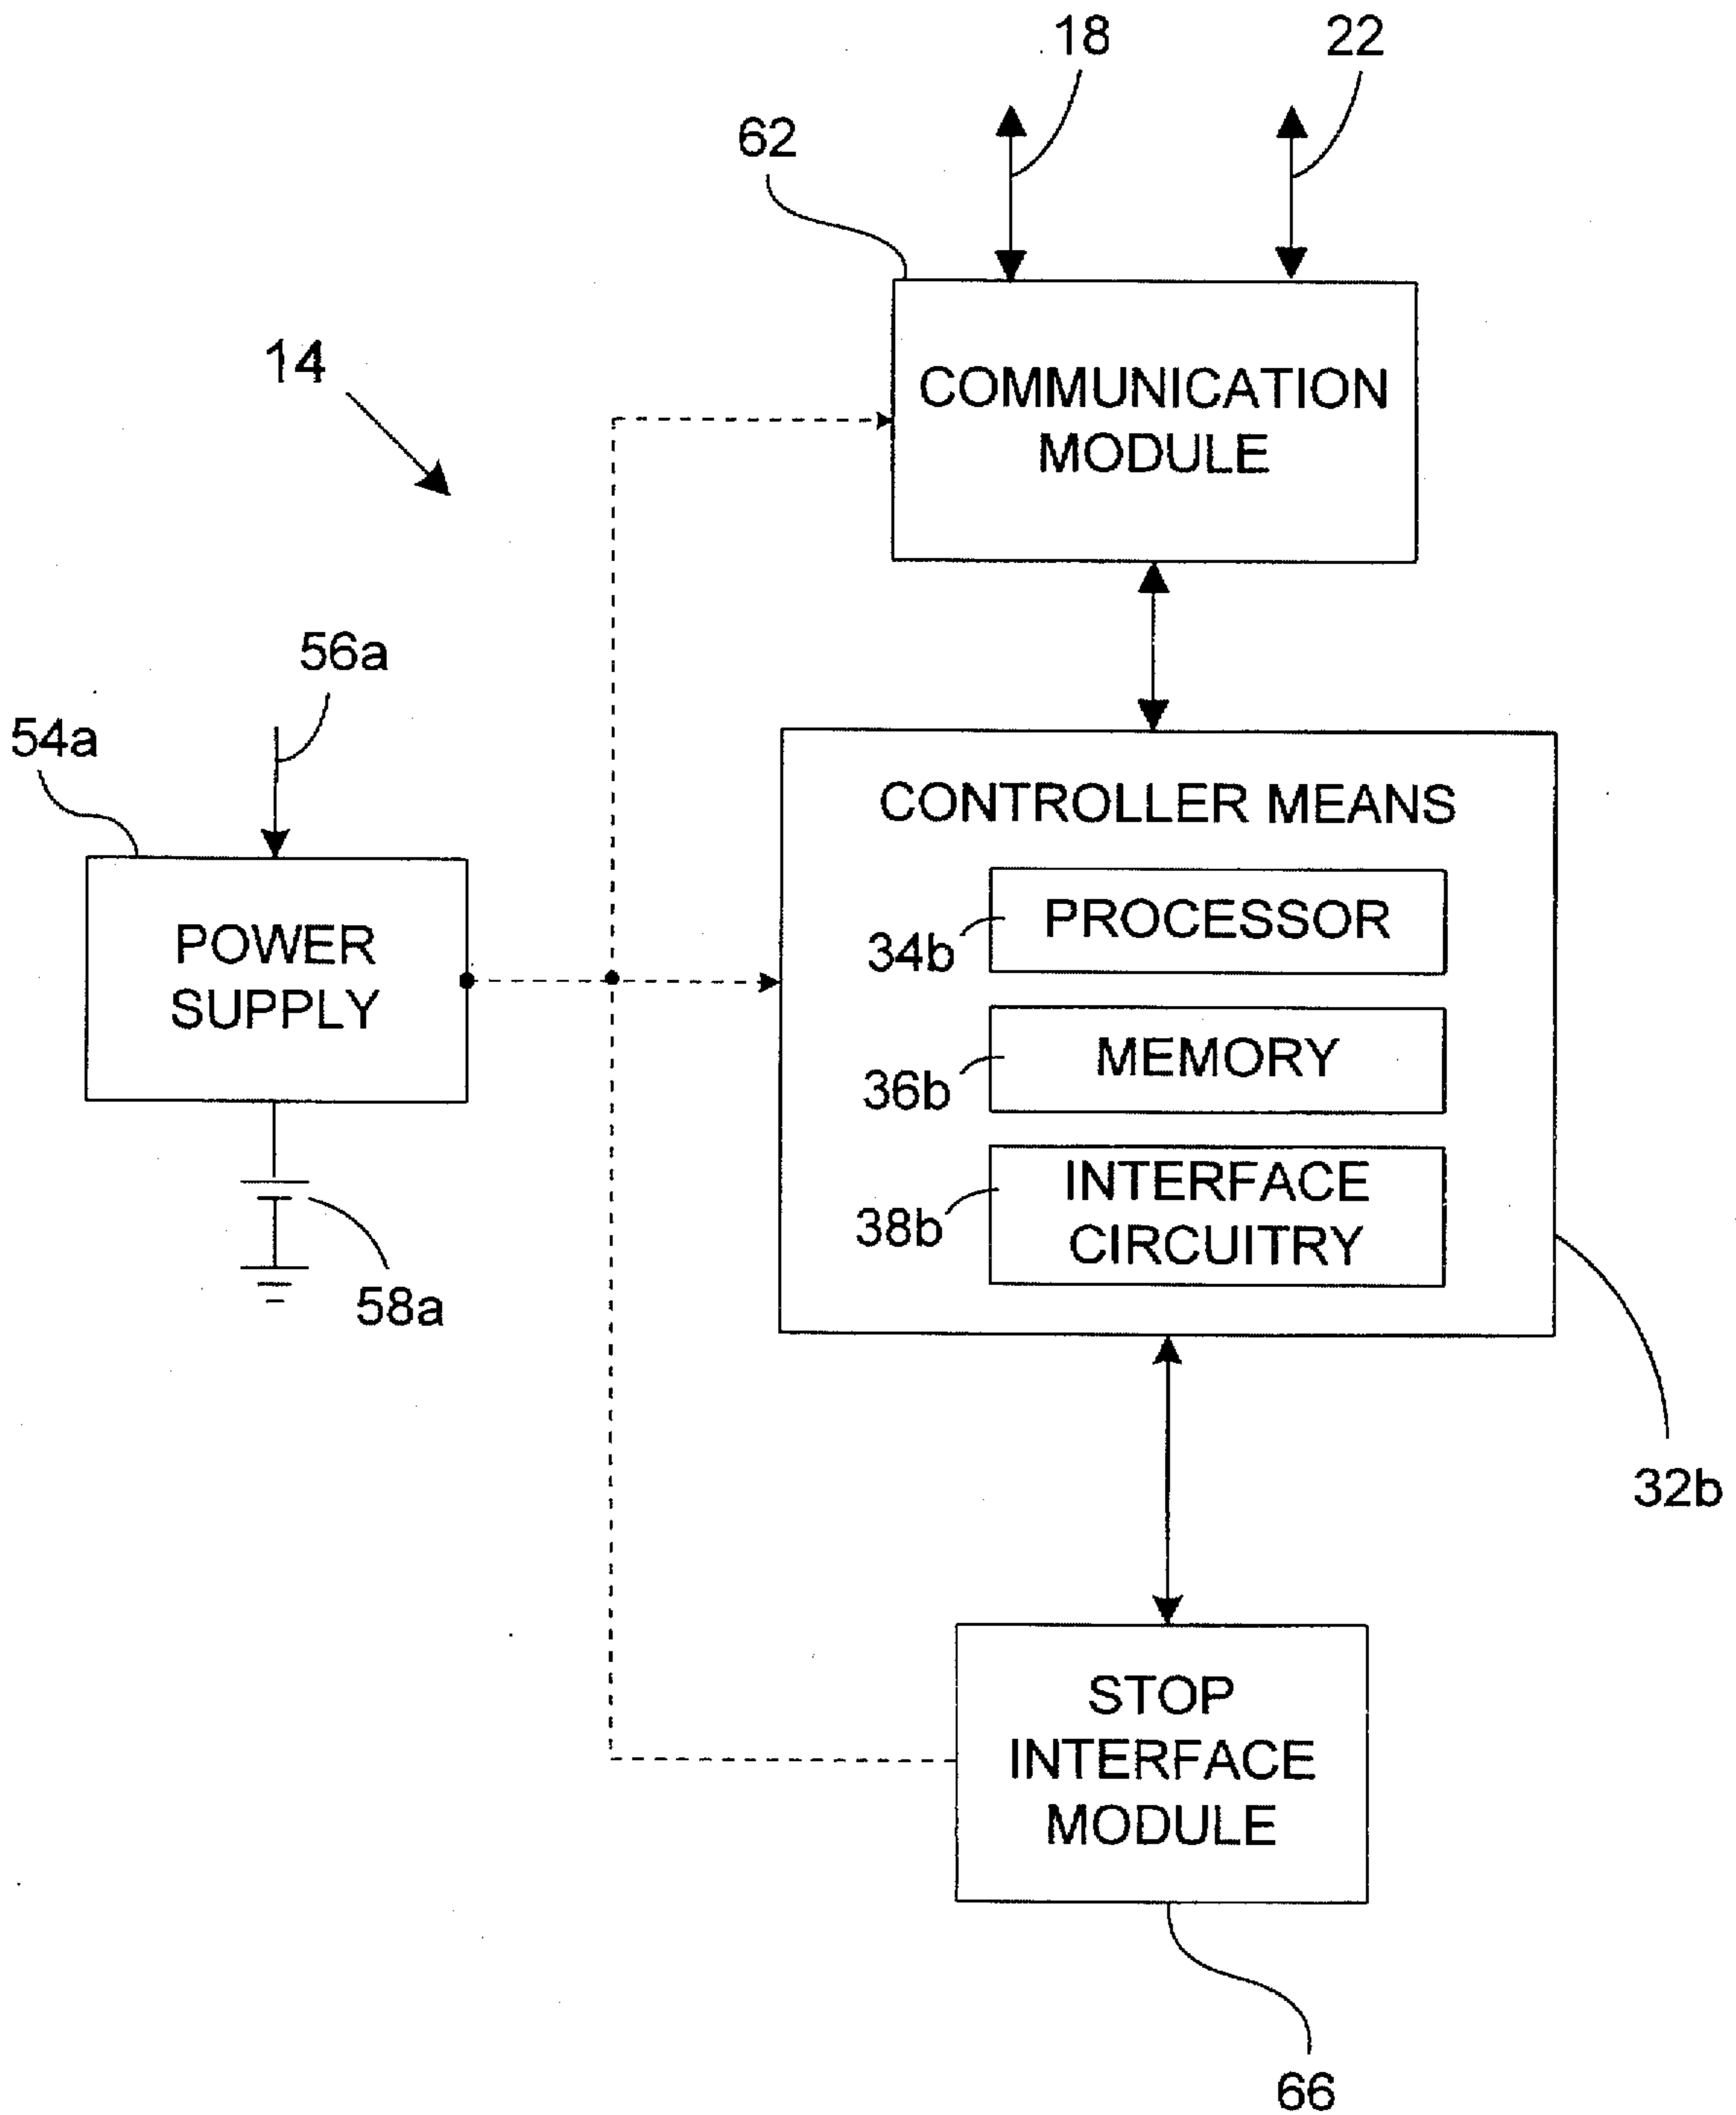 18
22
62
14
COMMUNICATION
MODULE
56a
54a
CONTROLLER MEANS
POWER
SUPPLY
PROCESSOR
34b
MEMORY
36b
INTERFACE
CIRCUITRY
38b
58a
32b
STOP
INTERFACE
MODULE
66